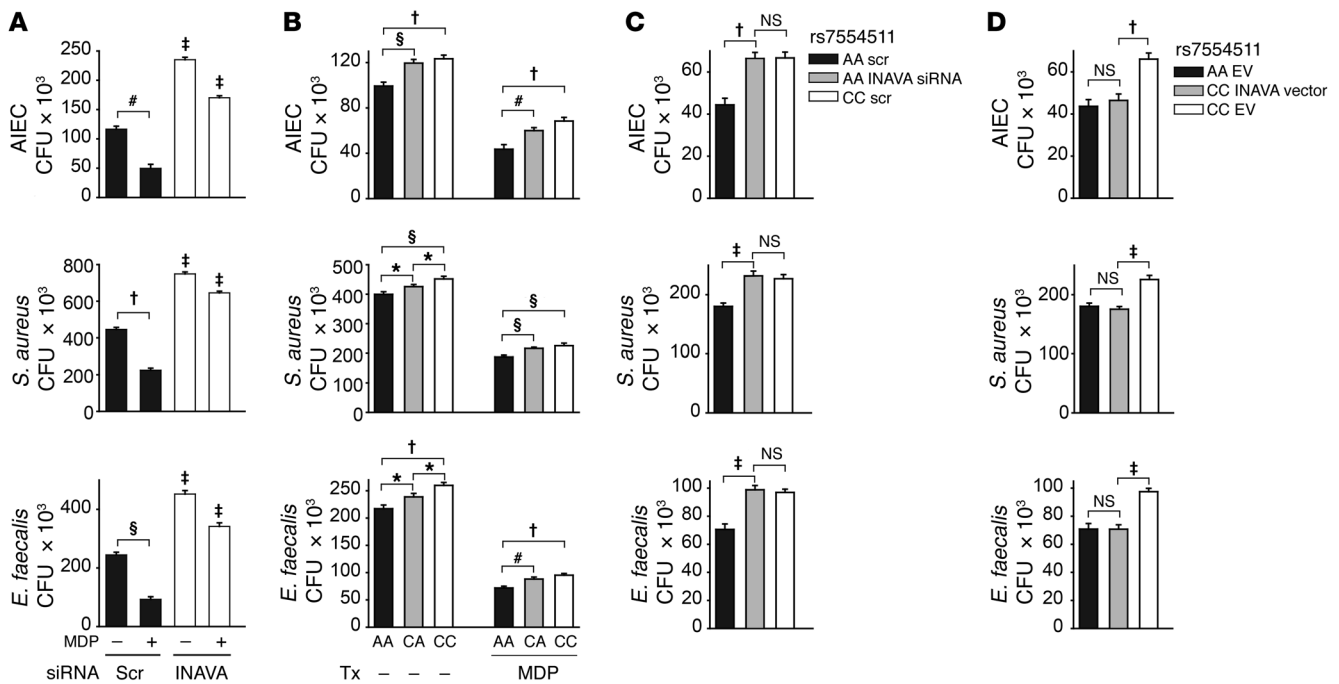 A
AIEC
CFU × 10³
250
200
150
100
50
0
#
‡
‡
S. aureus
CFU × 10³
800
600
400
200
0
†
‡
‡
E. faecalis
CFU × 10³
400
200
0
§
‡
‡
MDP – + – +
siRNA Scr INAVA
B
AIEC
CFU × 10³
120
80
40
0
†
§
†
#
S. aureus
CFU × 10³
500
400
300
200
400
0
§
* *
§
§
E. faecalis
CFU × 10³
250
200
150
100
50
0
†
* *
†
#
AA CA CC AA CA CC
Tx – – – MDP
C
rs7554511
AA scr
AA INAVA siRNA
CC scr
AIEC
CFU × 10³
60
40
20
0
† NS
S. aureus
CFU × 10³
200
100
0
‡ NS
E. faecalis
CFU × 10³
100
80
60
40
20
0
‡ NS
D
rs7554511
AA EV
CC INAVA vector
CC EV
AIEC
CFU × 10³
60
40
20
0
†
NS
S. aureus
CFU × 10³
200
100
0
‡
NS
E. faecalis
CFU × 10³
100
80
60
40
20
0
‡
NS